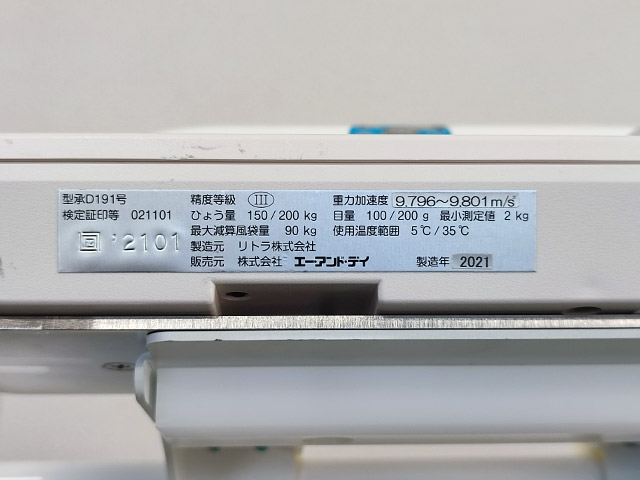 型承D191号 精度等級 Ⅲ 重力加速度 9.796～9.801m/s²
検定証印等 021101 ひょう量 150/200 kg 目量 100/200 g 最小測定値 2 kg
最大減算風袋量 90 kg 使用温度範囲 5℃/35℃
'2101 製造元 リトラ株式会社
販売元 株式会社 エー・アンド・デイ 製造年 2021